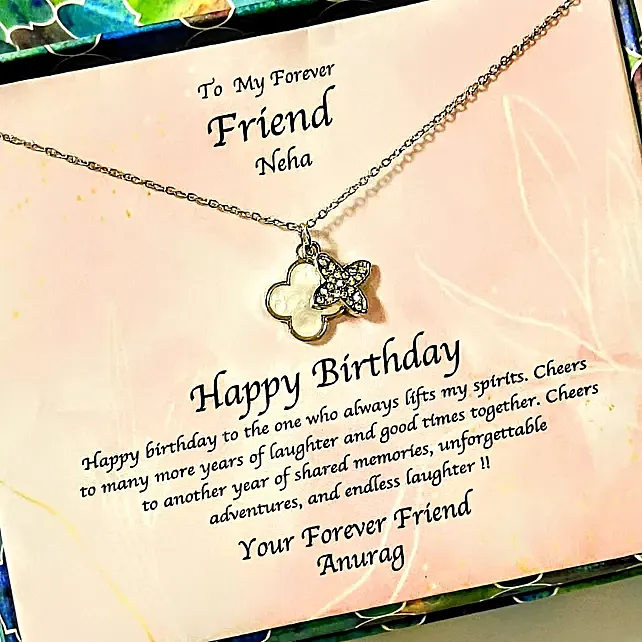 To My Forever
Friend
Neha
Happy Birthday
Happy birthday to the one who always lifts my spirits. Cheers
to many more years of laughter and good times together. Cheers
to another year of shared memories, unforgettable
adventures, and endless laughter !!
Your Forever Friend
Anurag